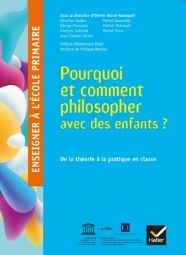 Sous la direction d'Olivier Blond-Rzewuski
Christian Budex
Edwige Chirouter
François Galichet
Jean-Charles Pettier
Michel Sasseville
Patrick Tharrault
Michel Tozzi
Préface d'Abdennour Bidar
Postface de Philippe Meirieu
ENSEIGNER À L'ÉCOLE PRIMAIRE
Pourquoi
et comment
philosopher
avec des enfants ?
De la théorie à la pratique en classe
Hatier